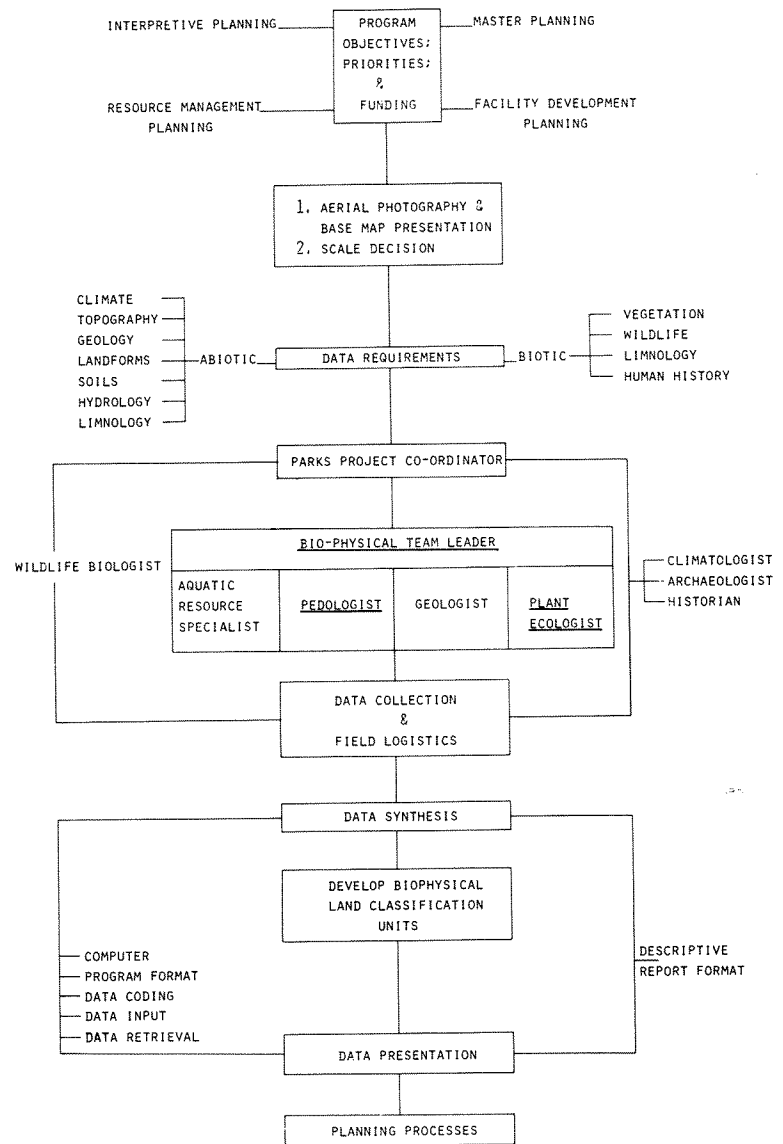 INTERPRETIVE PLANNING
PROGRAM
OBJECTIVES;
PRIORITIES;
&
FUNDING
MASTER PLANNING
RESOURCE MANAGEMENT
PLANNING
FACILITY DEVELOPMENT
PLANNING
1. AERIAL PHOTOGRAPHY &
BASE MAP PRESENTATION
2. SCALE DECISION
CLIMATE
TOPOGRAPHY
GEOLOGY
LANDFORMS
SOILS
HYDROLOGY
LIMNOLOGY
ABIOTIC
DATA REQUIREMENTS
BIOTIC
VEGETATION
WILDLIFE
LIMNOLOGY
HUMAN HISTORY
PARKS PROJECT CO-ORDINATOR
BIO-PHYSICAL TEAM LEADER
WILDLIFE BIOLOGIST
AQUATIC
RESOURCE
SPECIALIST
PEDOLOGIST
GEOLOGIST
PLANT
ECOLOGIST
CLIMATOLOGIST
ARCHAEOLOGIST
HISTORIAN
DATA COLLECTION
&
FIELD LOGISTICS
DATA SYNTHESIS
DEVELOP BIOPHYSICAL
LAND CLASSIFICATION
UNITS
COMPUTER
PROGRAM FORMAT
DATA CODING
DATA INPUT
DATA RETRIEVAL
DESCRIPTIVE
REPORT FORMAT
DATA PRESENTATION
PLANNING PROCESSES